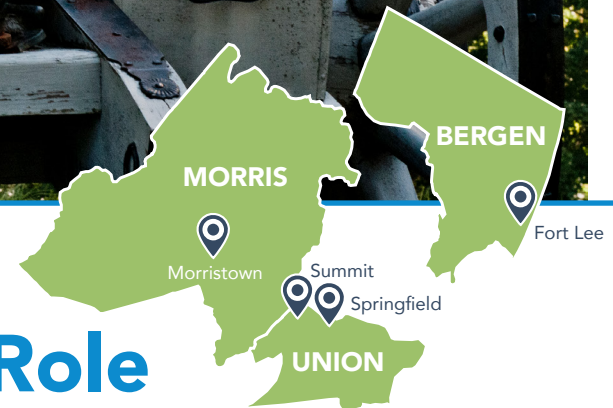 BERGEN
MORRIS
Fort Lee
Morristown
Summit
Springfield
Role
UNION